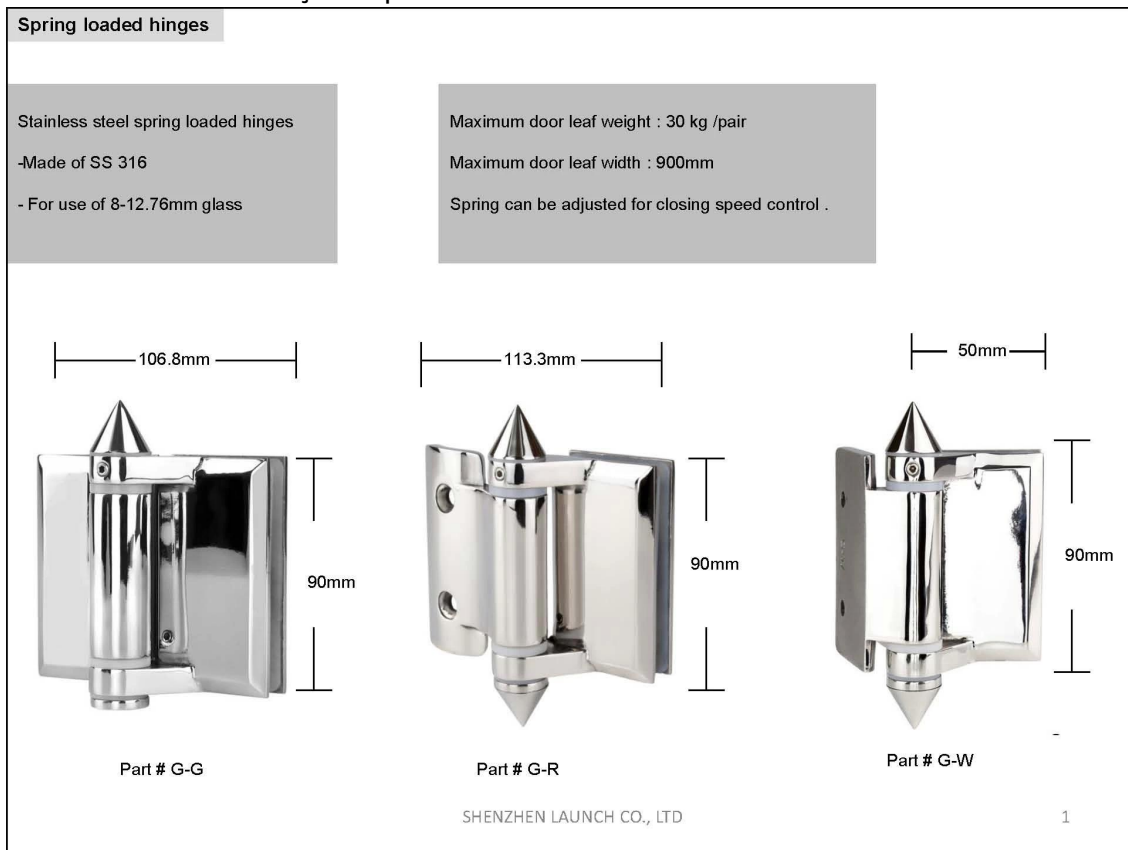 Spring loaded hinges
Stainless steel spring loaded hinges
-Made of SS 316
- For use of 8-12.76mm glass
Maximum door leaf weight : 30 kg /pair
Maximum door leaf width : 900mm
Spring can be adjusted for closing speed control .
106.8mm
113.3mm
50mm
90mm
90mm
90mm
Part # G-G
Part # G-R
Part # G-W
SHENZHEN LAUNCH CO., LTD
1